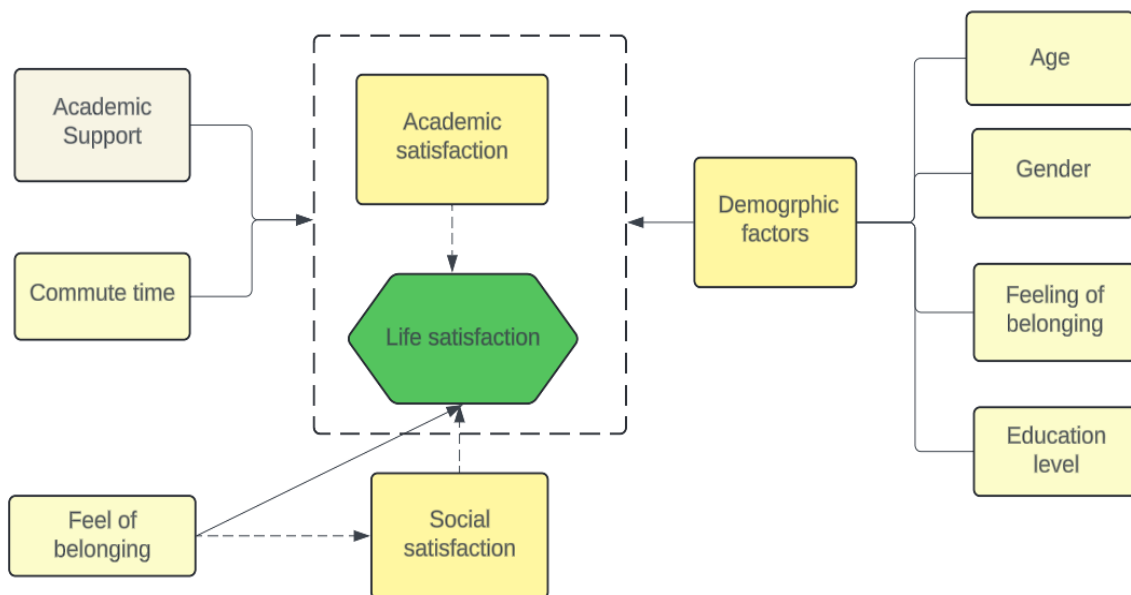 Academic
Support
Commute time
Academic
satisfaction
Life satisfaction
Feel of
belonging
Social
satisfaction
Demogrphic
factors
Age
Gender
Feeling of
belonging
Education
level